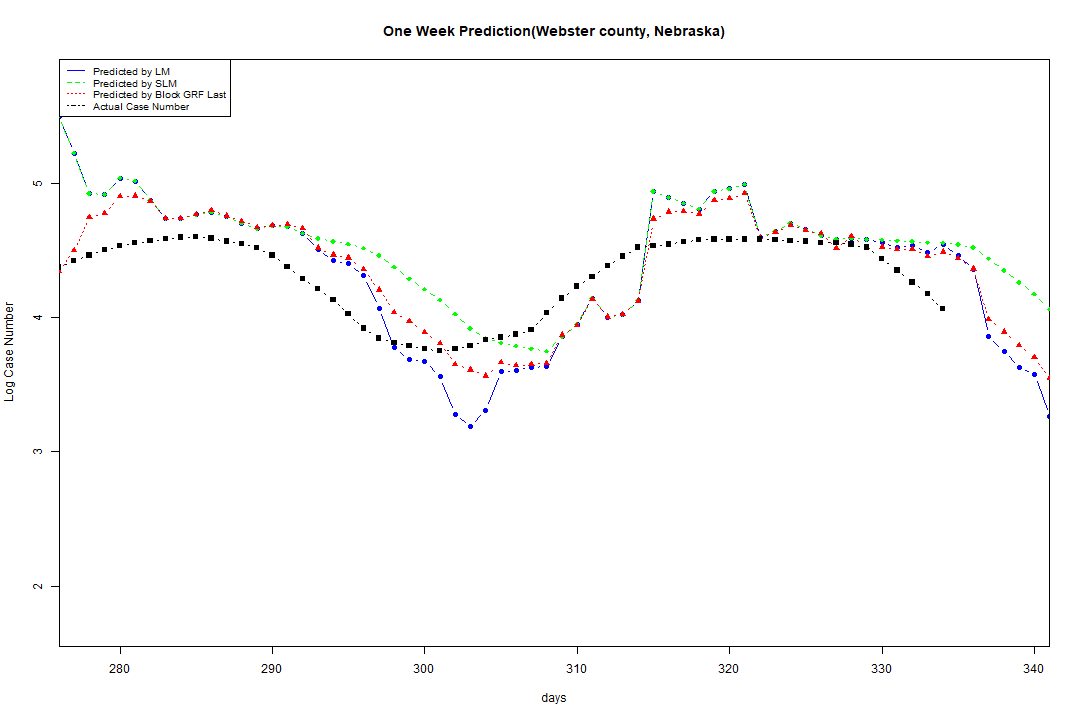 One Week Prediction(Webster county, Nebraska)
Predicted by LM
Predicted by SLM
Predicted by Block GRF Last
Actual Case Number
5
4
3
2
Log Case Number
280 290 300 310 320 330 340
days